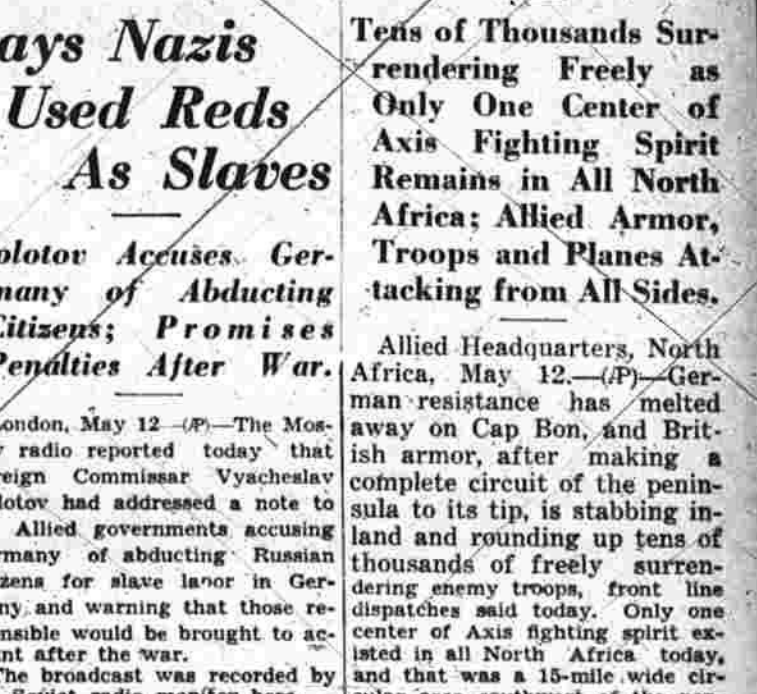 ays Nazis
Used Reds
As Slaves
olotov Accuses Ger-
many of Abducting
Citizens; Promises
Penalties After War.
ondon, May 12 —(AP)—The Mos-
radio reported today that
reign Commissar Vyacheslav
lotov had addressed a note to
Allied governments accusing
rmany of abducting Russian
zens for slave labor in Ger-
ny and warning that those re-
nsible would be brought to ac-
nt after the war.
The broadcast was recorded by
Soviet radio monitor here
Tens of Thousands Sur-
rendering Freely as
Only One Center of
Axis Fighting Spirit
Remains in All North
Africa; Allied Armor,
Troops and Planes At-
tacking from All Sides.
Allied Headquarters, North
Africa, May 12.—(AP)—Ger-
man resistance has melted
away on Cap Bon, and Brit-
ish armor, after making a
complete circuit of the penin-
sula to its tip, is stabbing in-
land and rounding up tens of
thousands of freely surren-
dering enemy troops, front line
dispatches said today. Only one
center of Axis fighting spirit ex-
isted in all North Africa today,
and that was a 15-mile wide cir-